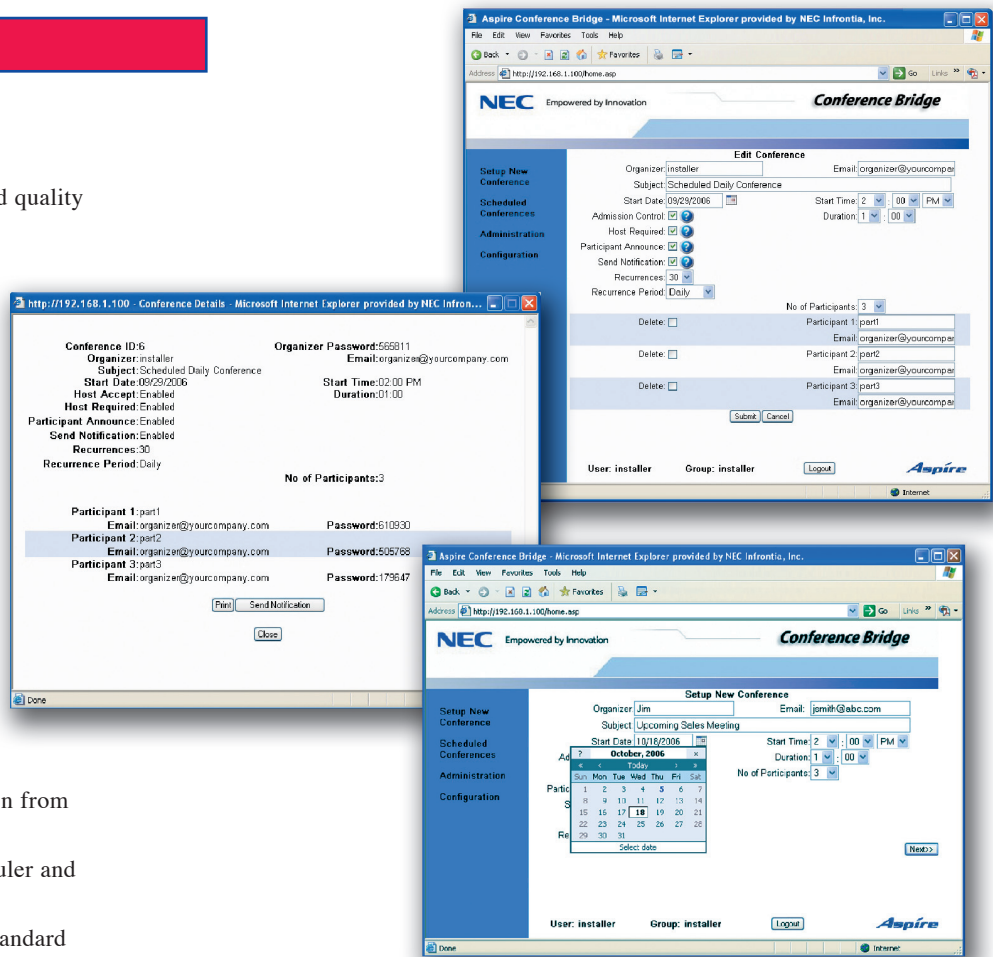 d quality
n from
uler and
andard
Aspire Conference Bridge - Microsoft Internet Explorer provided by NEC Infrontia, Inc.
File Edit View Favorites Tools Help
Back Favorites
Address http://192.168.1.100/home.asp Go Links »
NEC Empowered by Innovation Conference Bridge
Setup New
Conference
Scheduled
Conferences
Administration
Configuration
Edit Conference
Organizer: installer Email: organizer@yourcompar
Subject: Scheduled Daily Conference
Start Date: 09/29/2006 Start Time: 2 : 00 PM
Admission Control: ? Duration: 1 : 00
Host Required: ?
Participant Announce: ?
Send Notification: ?
Recurrences: 30
Recurrence Period: Daily
No of Participants: 3
Delete: Participant 1: part1
Email: organizer@yourcompar
Delete: Participant 2: part2
Email: organizer@yourcompar
Delete: Participant 3: part3
Email: organizer@yourcompar
Submit Cancel
User: installer Group: installer Logout Aspire
Internet
http://192.168.1.100 - Conference Details - Microsoft Internet Explorer provided by NEC Infron...
Conference ID:6 Organizer Password:565811
Organizer:installer Email:organizer@yourcompany.com
Subject:Scheduled Daily Conference
Start Date:09/29/2006 Start Time:02:00 PM
Host Accept:Enabled Duration:01:00
Host Required:Enabled
Participant Announce:Enabled
Send Notification:Enabled
Recurrences:30
Recurrence Period:Daily
No of Participants:3
Participant 1:part1
Email:organizer@yourcompany.com Password:610930
Participant 2:part2
Email:organizer@yourcompany.com Password:505768
Participant 3:part3
Email:organizer@yourcompany.com Password:179647
Print Send Notification
Close
Done
Aspire Conference Bridge - Microsoft Internet Explorer provided by NEC Infrontia, Inc.
File Edit View Favorites Tools Help
Back Favorites
Address http://192.168.1.100/home.asp Go Links »
NEC Empowered by Innovation Conference Bridge
Setup New
Conference
Scheduled
Conferences
Administration
Configuration
Setup New Conference
Organizer: Jim Email: jsmith@abc.com
Subject: Upcoming Sales Meeting
Start Date: 10/18/2006 Start Time: 2 : 00 PM
Ad Duration: 1 : 00
No of Participants: 3
Partic
S
Re
? October, 2006 ×
« ‹ Today › »
Sun Mon Tue Wed Thu Fri Sat
1 2 3 4 5 6 7
8 9 10 11 12 13 14
15 16 17 18 19 20 21
22 23 24 25 26 27 28
29 30 31
Select date
Next>>
User: installer Group: installer Logout Aspire
Done Internet